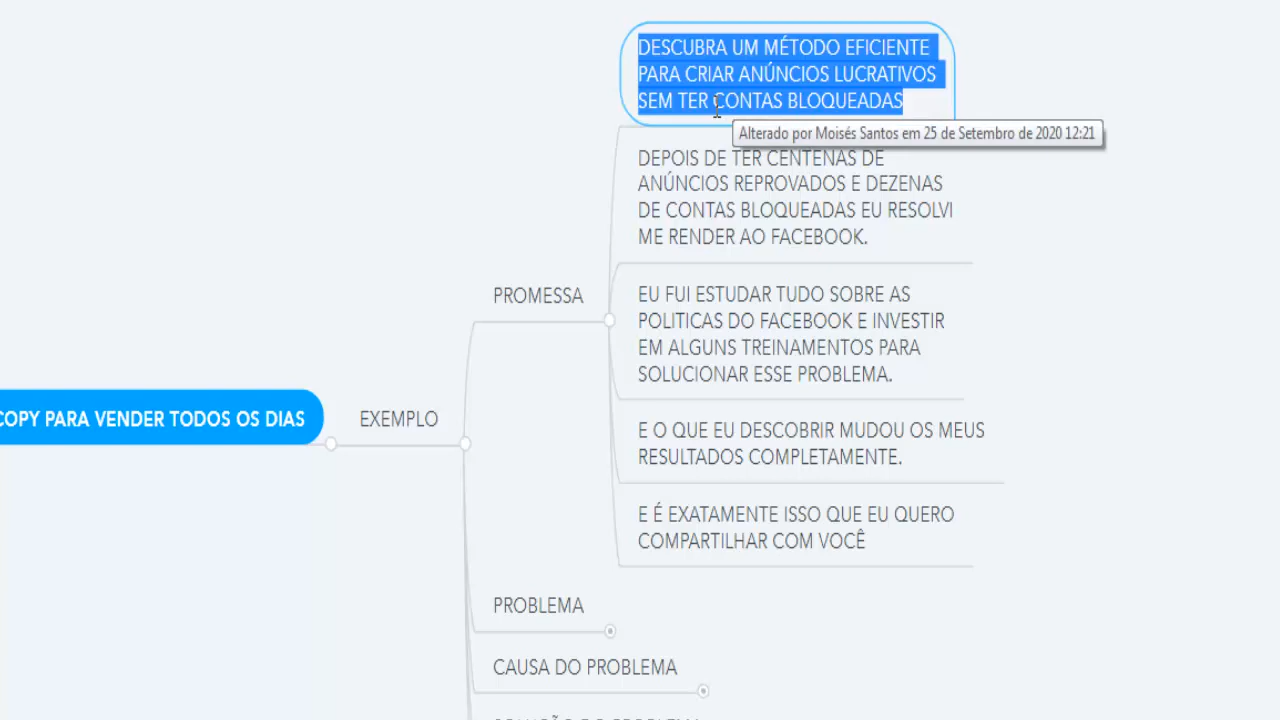 DESCUBRA UM MÉTODO EFICIENTE
PARA CRIAR ANÚNCIOS LUCRATIVOS
SEM TER CONTAS BLOQUEADAS
Alterado por Moisés Santos em 25 de Setembro de 2020 12:21
DEPOIS DE TER CENTENAS DE
ANÚNCIOS REPROVADOS E DEZENAS
DE CONTAS BLOQUEADAS EU RESOLVI
ME RENDER AO FACEBOOK.
PROMESSA
EU FUI ESTUDAR TUDO SOBRE AS
POLITICAS DO FACEBOOK E INVESTIR
EM ALGUNS TREINAMENTOS PARA
SOLUCIONAR ESSE PROBLEMA.
COPY PARA VENDER TODOS OS DIAS
EXEMPLO
E O QUE EU DESCOBRIR MUDOU OS MEUS
RESULTADOS COMPLETAMENTE.
E É EXATAMENTE ISSO QUE EU QUERO
COMPARTILHAR COM VOCÊ
PROBLEMA
CAUSA DO PROBLEMA